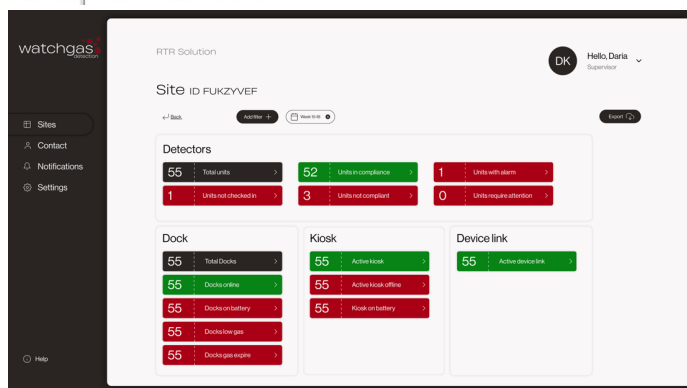 watchgas
detection
RTR Solution
DK
Hello, Daria
Supervisor
Site ID FUKZYVEF
Back
Add filter +
Week 10-18
Export
Sites
Contact
Notifications
Settings
Help
Detectors
55 Total units
52 Units in compliance
1 Units with alarm
1 Units not checked in
3 Units not compliant
0 Units require attention
Dock
55 Total Docks
55 Docks online
55 Docks on battery
55 Docks low gas
55 Docks gas expire
Kiosk
55 Active kiosk
55 Active kiosk offline
55 Kiosk on battery
Device link
55 Active device link